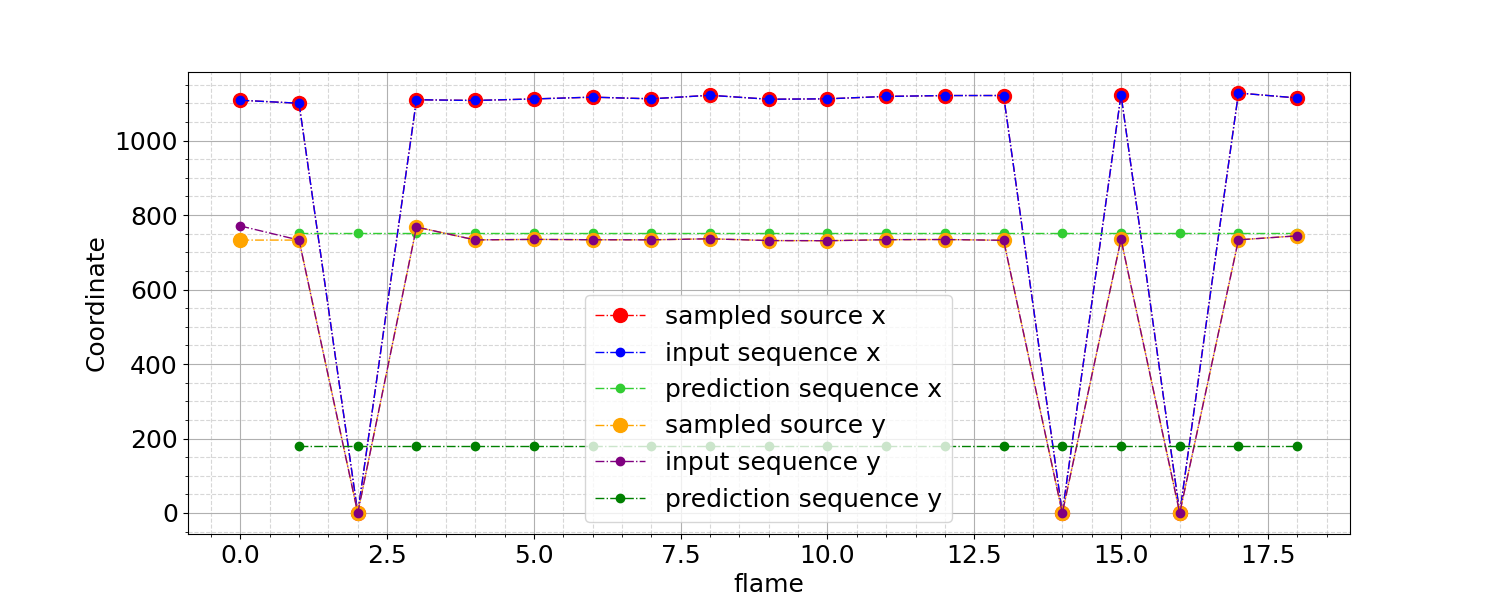 1000
800
600
400
200
0
Coordinate
sampled source x
input sequence x
prediction sequence x
sampled source y
input sequence y
prediction sequence y
0.0 2.5 5.0 7.5 10.0 12.5 15.0 17.5
flame